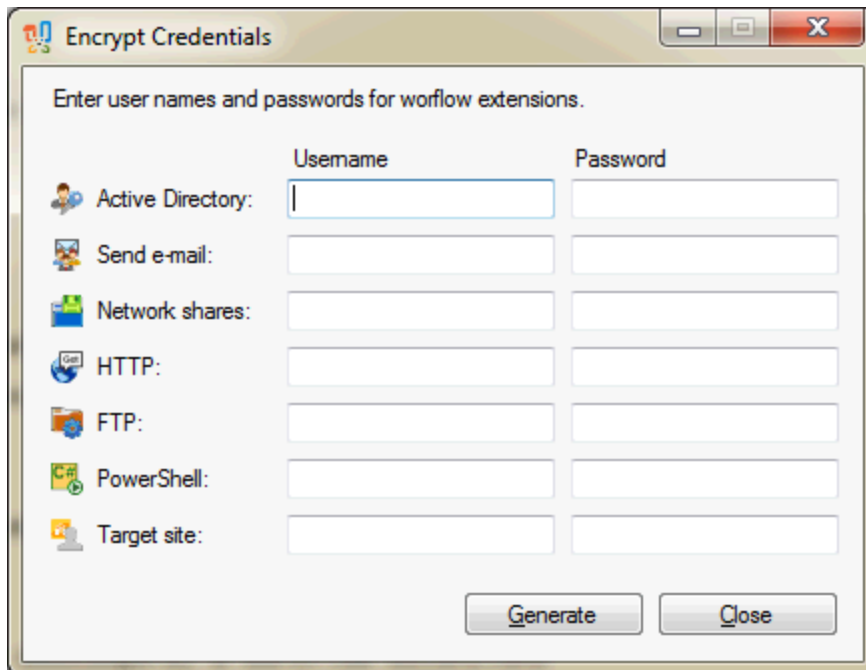 Encrypt Credentials
Enter user names and passwords for worflow extensions.
Username Password
Active Directory:
Send e-mail:
Network shares:
Get
HTTP:
FTP:
C#
PowerShell:
Target site:
Generate Close